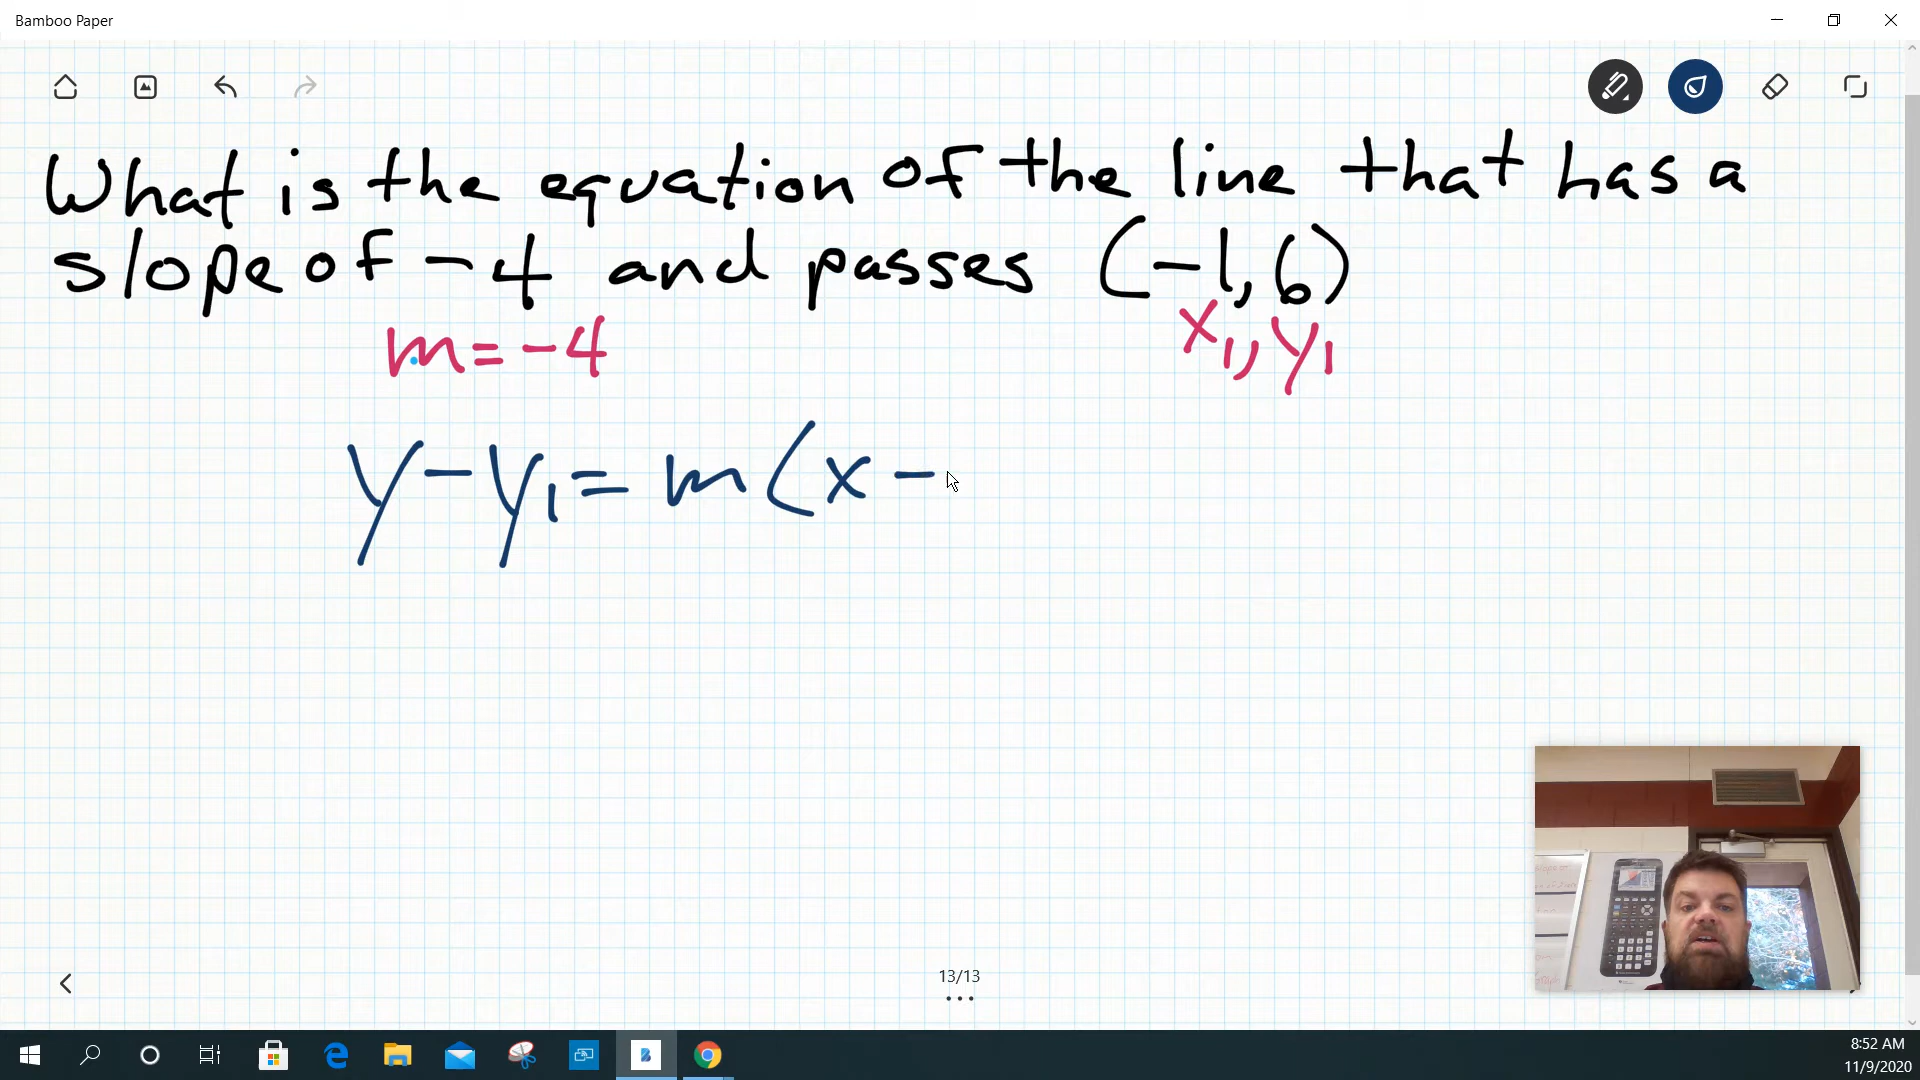 Bamboo Paper
What is the equation of the line that has a
slope of -4 and passes (-1,6)
m=-4
x₁, y₁
y-y₁=m(x-
13/13
8:52 AM
11/9/2020